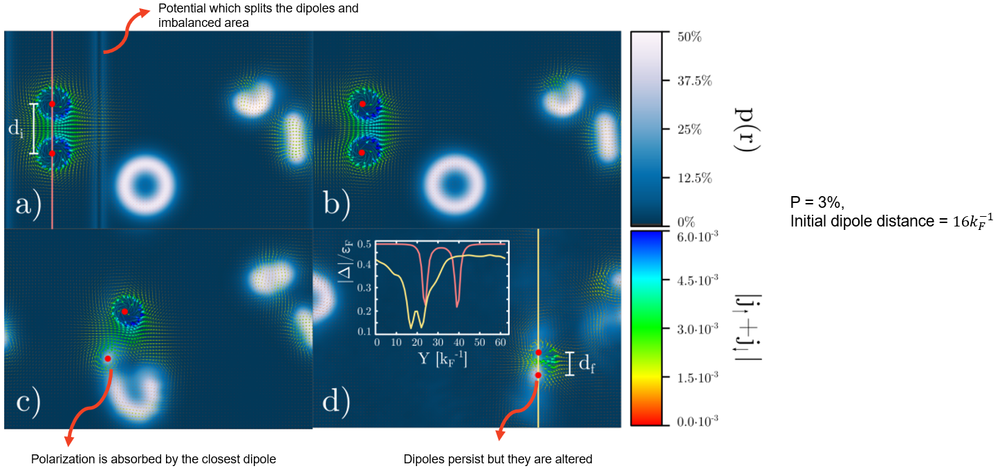 Potential which splits the dipoles and
imbalanced area
dᵢ
a)
b)
50%
37.5%
25%
12.5%
0%
p(r)
P = 3%,
Initial dipole distance = 16k_F^-1
c)
d)
|Δ|/ε_F
0.5
0.4
0.3
0.2
0.1
0 10 20 30 40 50 60
Y [k_F^-1]
d_f
6.0·10^-3
4.5·10^-3
3.0·10^-3
1.5·10^-3
0.0·10^-3
|j↑+j↓|
Polarization is absorbed by the closest dipole
Dipoles persist but they are altered